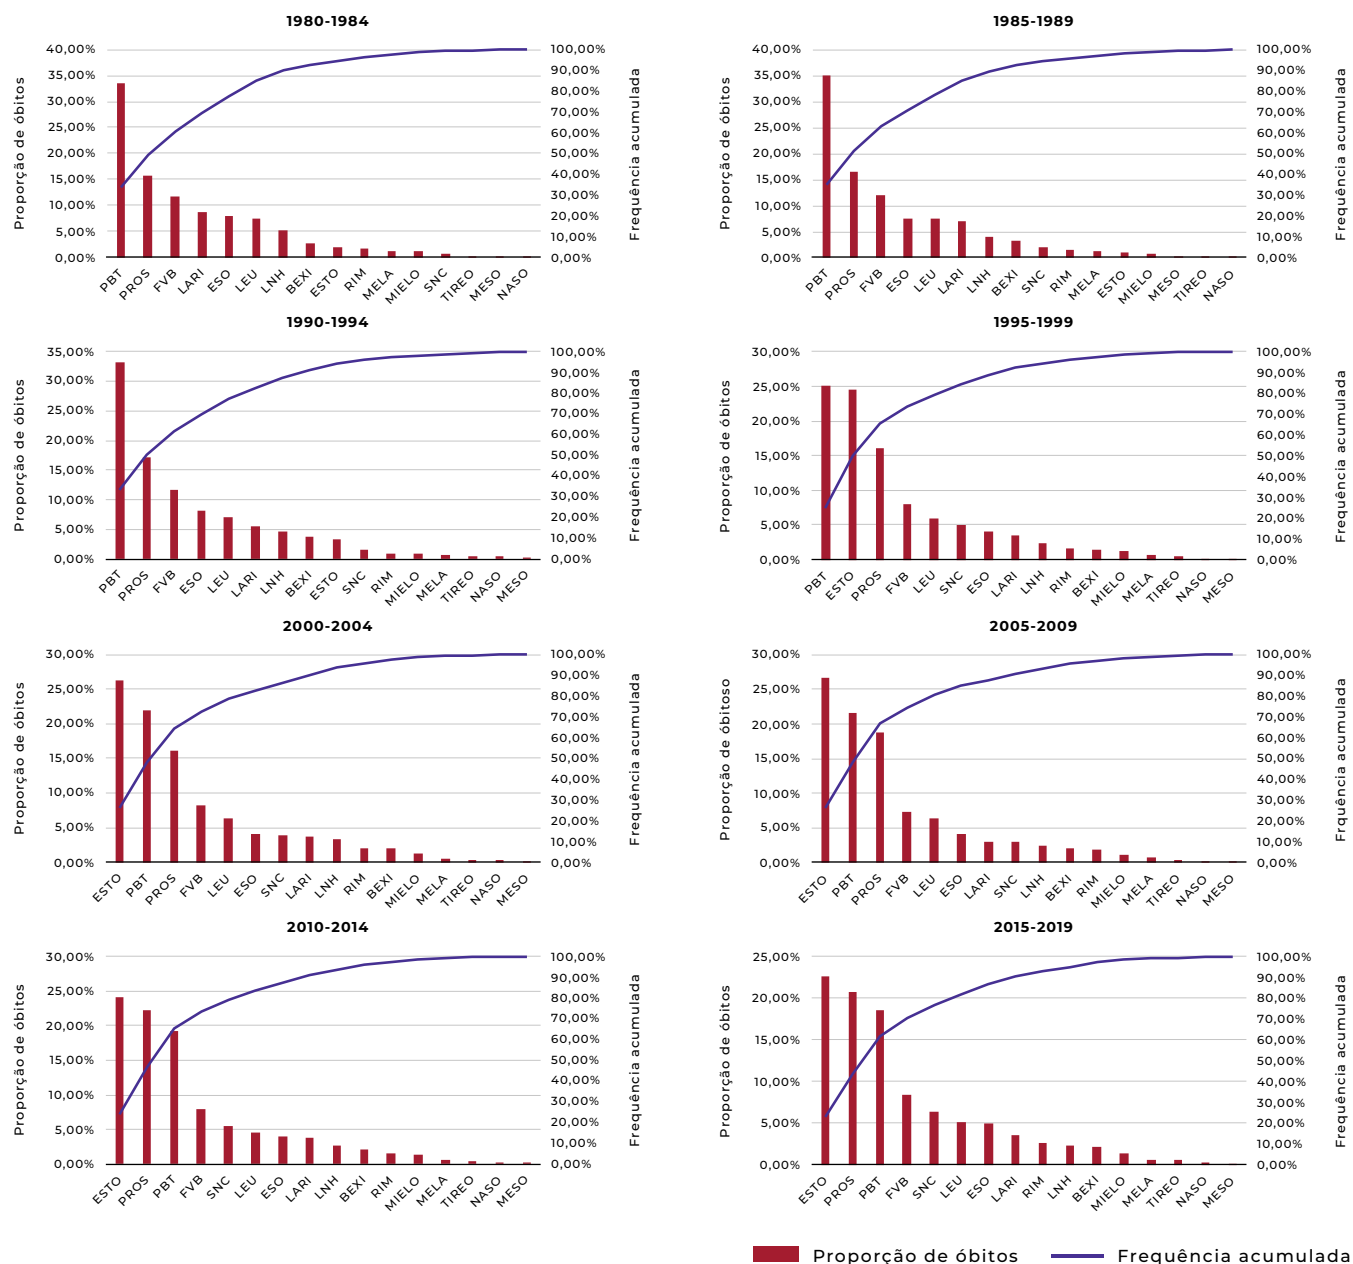 1980-1984
Proporção de óbitos
40,00%
35,00%
30,00%
25,00%
20,00%
15,00%
10,00%
5,00%
0,00%
100,00%
90,00%
80,00%
70,00%
60,00%
50,00%
40,00%
30,00%
20,00%
10,00%
0,00%
Frequência acumulada
PBT
PROS
FVB
LARI
ESO
LEU
LNH
BEXI
ESTO
RIM
MELA
MIELO
SNC
TIREO
MESO
NASO
1985-1989
Proporção de óbitos
40,00%
35,00%
30,00%
25,00%
20,00%
15,00%
10,00%
5,00%
0,00%
100,00%
90,00%
80,00%
70,00%
60,00%
50,00%
40,00%
30,00%
20,00%
10,00%
0,00%
Frequência acumulada
PBT
PROS
FVB
ESO
LEU
LARI
LNH
BEXI
SNC
RIM
MELA
ESTO
MIELO
MESO
TIREO
NASO
1990-1994
Proporção de óbitos
35,00%
30,00%
25,00%
20,00%
15,00%
10,00%
5,00%
0,00%
100,00%
90,00%
80,00%
70,00%
60,00%
50,00%
40,00%
30,00%
20,00%
10,00%
0,00%
Frequência acumulada
PBT
PROS
FVB
ESO
LEU
LARI
LNH
BEXI
ESTO
SNC
RIM
MIELO
MELA
TIREO
NASO
MESO
1995-1999
Proporção de óbitos
30,00%
25,00%
20,00%
15,00%
10,00%
5,00%
0,00%
100,00%
90,00%
80,00%
70,00%
60,00%
50,00%
40,00%
30,00%
20,00%
10,00%
0,00%
Frequência acumulada
PBT
ESTO
PROS
FVB
LEU
SNC
ESO
LARI
LNH
RIM
BEXI
MIELO
MELA
TIREO
NASO
MESO
2000-2004
Proporção de óbitos
30,00%
25,00%
20,00%
15,00%
10,00%
5,00%
0,00%
100,00%
90,00%
80,00%
70,00%
60,00%
50,00%
40,00%
30,00%
20,00%
10,00%
0,00%
Frequência acumulada
ESTO
PBT
PROS
FVB
LEU
ESO
SNC
LARI
LNH
RIM
BEXI
MIELO
MELA
TIREO
NASO
MESO
2005-2009
Proporção de óbitoso
30,00%
25,00%
20,00%
15,00%
10,00%
5,00%
0,00%
100,00%
90,00%
80,00%
70,00%
60,00%
50,00%
40,00%
30,00%
20,00%
10,00%
0,00%
Frquência acumulada
ESTO
PBT
PROS
FVB
LEU
ESO
LARI
SNC
LNH
BEXI
RIM
MIELO
MELA
TIREO
NASO
MESO
2010-2014
Proporção de óbitos
30,00%
25,00%
20,00%
15,00%
10,00%
5,00%
0,00%
100,00%
90,00%
80,00%
70,00%
60,00%
50,00%
40,00%
30,00%
20,00%
10,00%
0,00%
Frequência acumulada
ESTO
PROS
PBT
FVB
SNC
LEU
ESO
LARI
LNH
BEXI
RIM
MIELO
MELA
TIREO
NASO
MESO
2015-2019
Proporção de óbitos
25,00%
20,00%
15,00%
10,00%
5,00%
0,00%
100,00%
90,00%
80,00%
70,00%
60,00%
50,00%
40,00%
30,00%
20,00%
10,00%
0,00%
Frequência acumulada
ESTO
PROS
PBT
FVB
SNC
LEU
ESO
LARI
RIM
LNH
BEXI
MIELO
MELA
TIREO
NASO
MESO
Proporção de óbitos
Frequência acumulada